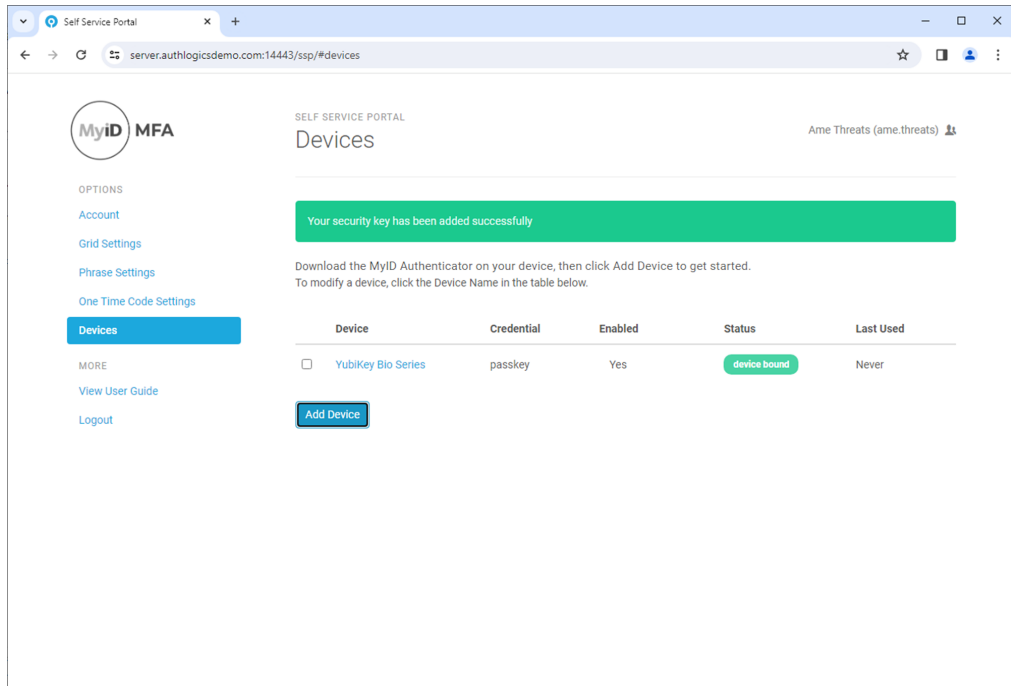 Self Service Portal
server.authlogicsdemo.com:14443/ssp/#devices
MyiD MFA
SELF SERVICE PORTAL
Devices
Ame Threats (ame.threats)
OPTIONS
Account
Grid Settings
Phrase Settings
One Time Code Settings
Devices
MORE
View User Guide
Logout
Your security key has been added successfully
Download the MyID Authenticator on your device, then click Add Device to get started.
To modify a device, click the Device Name in the table below.
Device Credential Enabled Status Last Used
YubiKey Bio Series passkey Yes device bound Never
Add Device